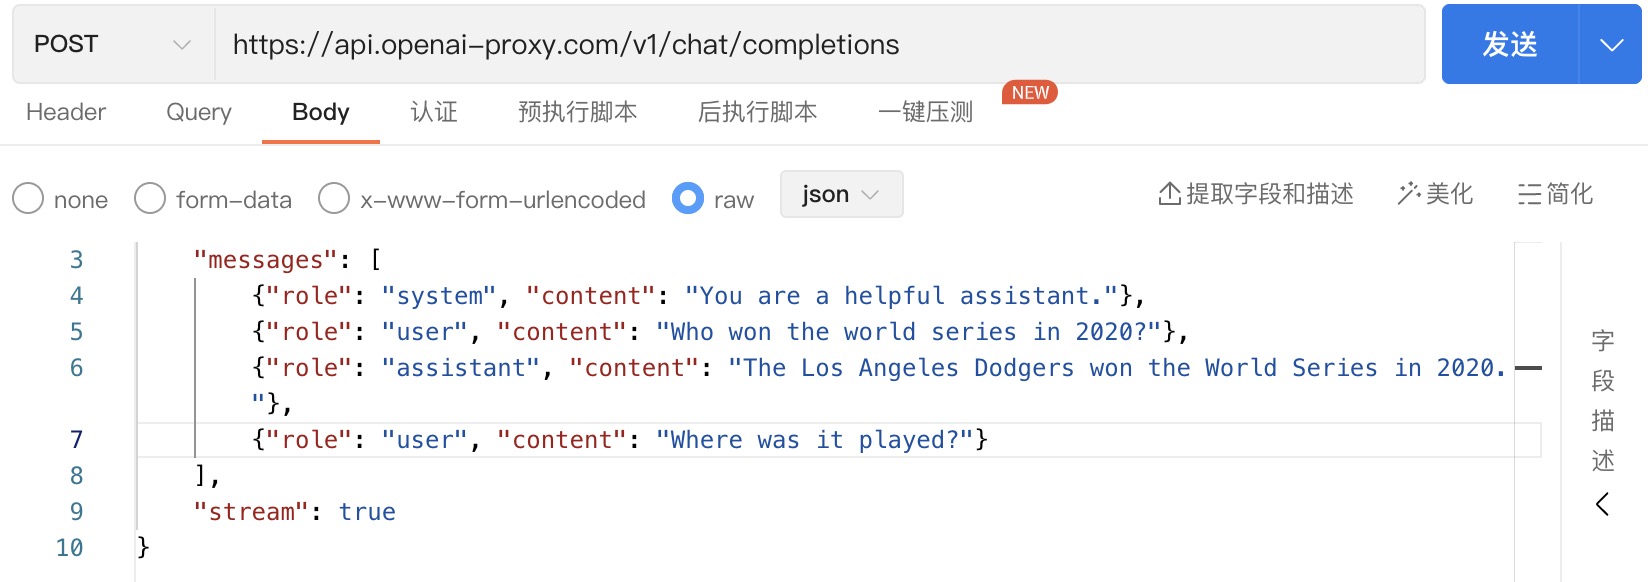 POST https://api.openai-proxy.com/v1/chat/completions 发送
NEW
Header Query Body 认证 预执行脚本 后执行脚本 一键压测
none form-data x-www-form-urlencoded raw json 提取字段和描述 美化 简化
3 "messages": [
4 {"role": "system", "content": "You are a helpful assistant."},
5 {"role": "user", "content": "Who won the world series in 2020?"},
6 {"role": "assistant", "content": "The Los Angeles Dodgers won the World Series in 2020.
"},
7 {"role": "user", "content": "Where was it played?"}
8 ],
9 "stream": true
10 }
字段描述